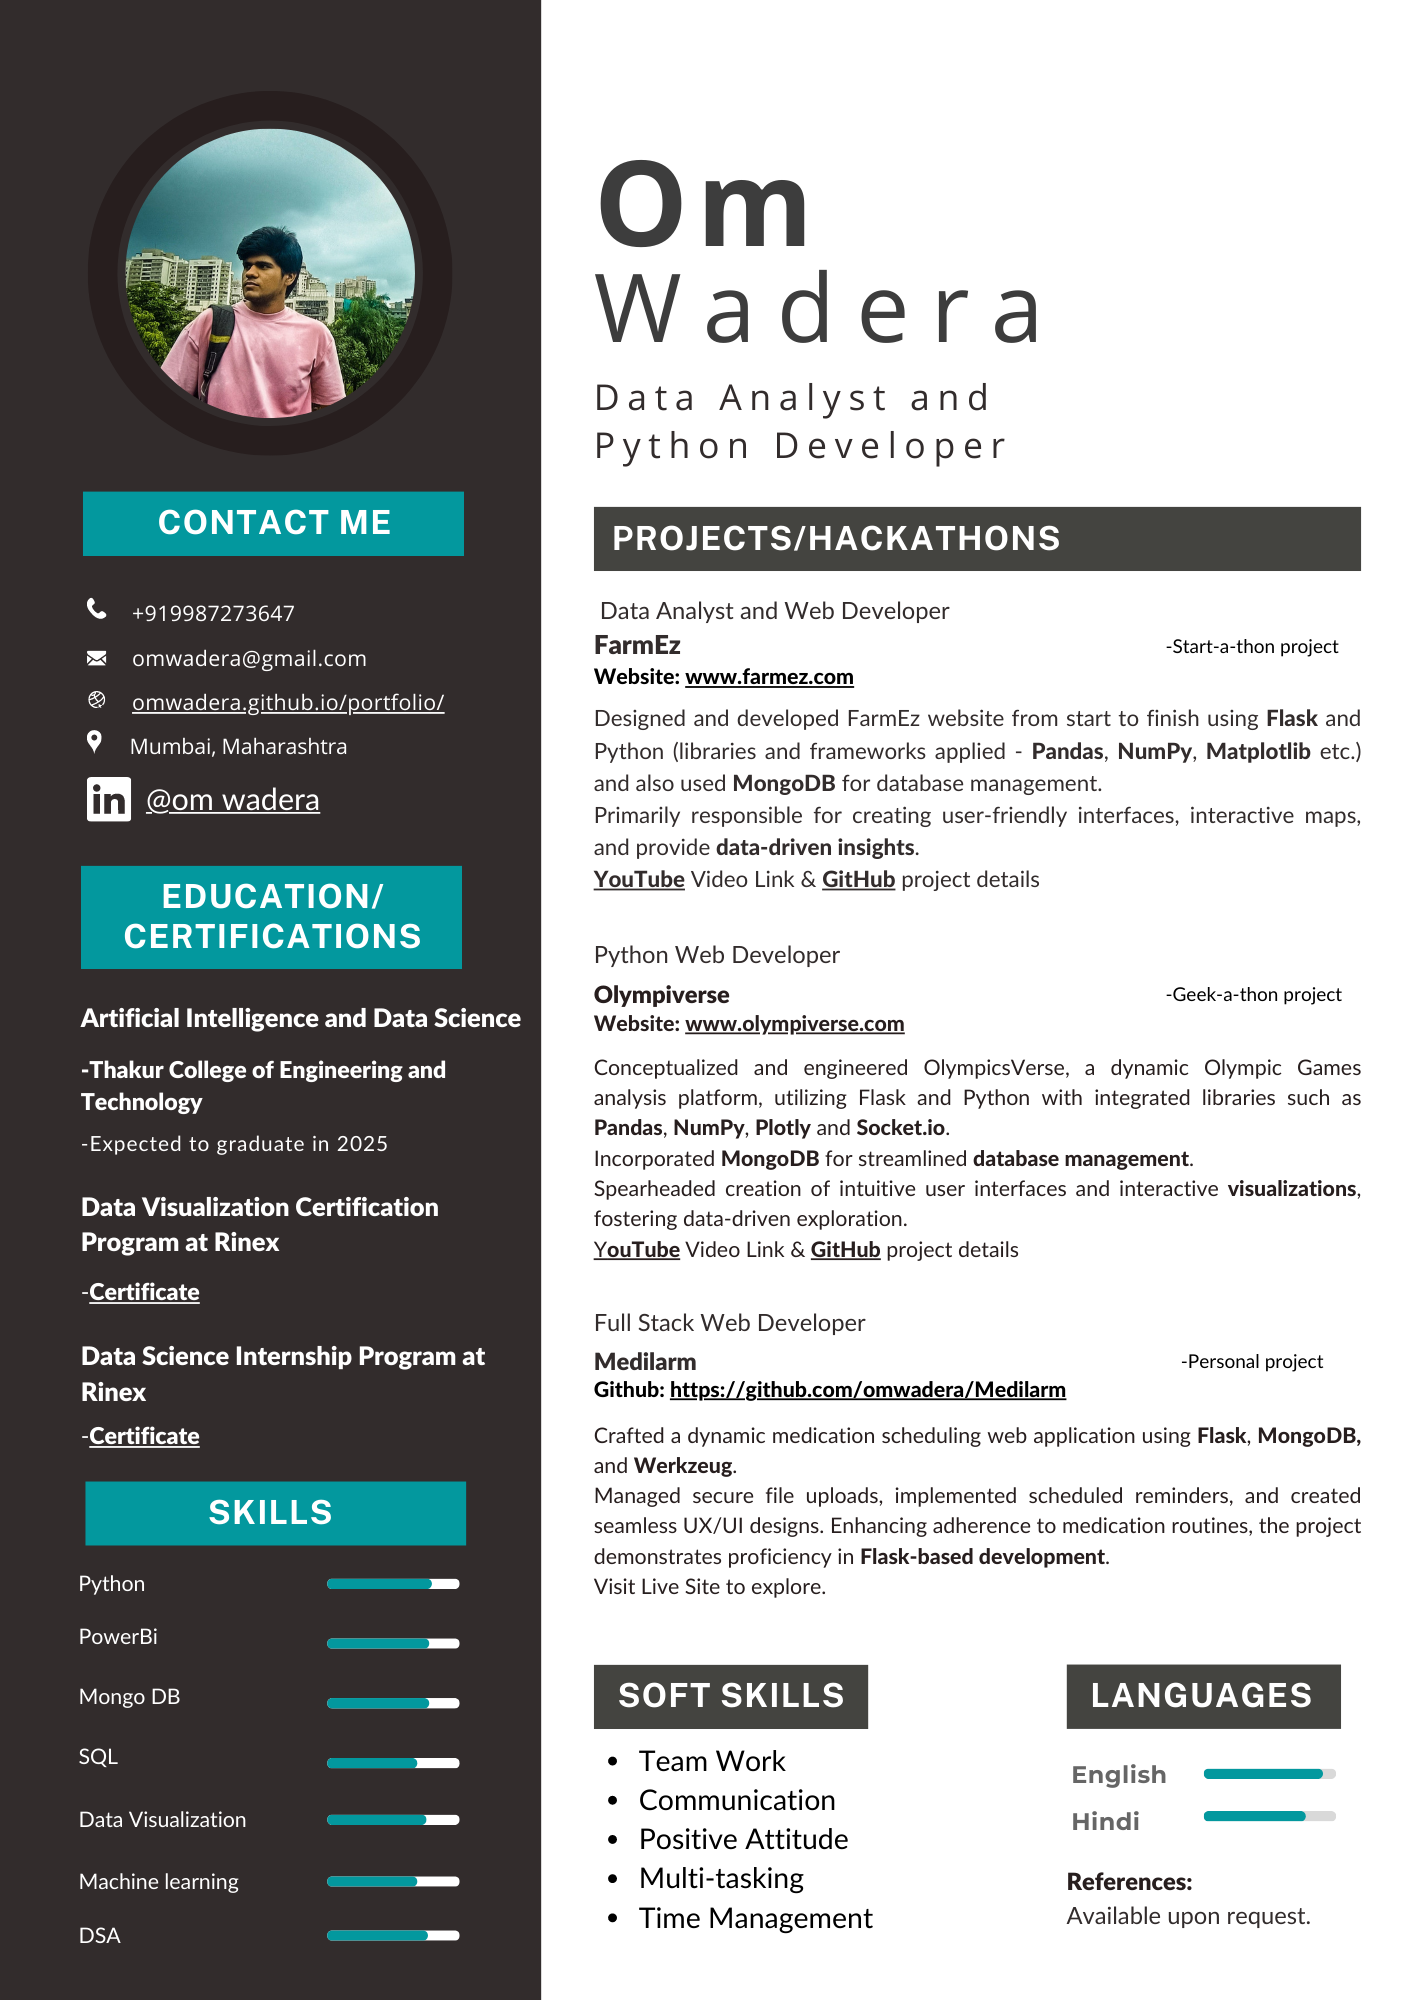 Om
Wadera
Data Analyst and
Python Developer
CONTACT ME
+919987273647
omwadera@gmail.com
omwadera.github.io/portfolio/
Mumbai, Maharashtra
in @om wadera
EDUCATION/
CERTIFICATIONS
Artificial Intelligence and Data Science
-Thakur College of Engineering and
Technology
-Expected to graduate in 2025
Data Visualization Certification
Program at Rinex
-Certificate
Data Science Internship Program at
Rinex
-Certificate
SKILLS
Python
PowerBi
Mongo DB
SQL
Data Visualization
Machine learning
DSA
PROJECTS/HACKATHONS
Data Analyst and Web Developer
FarmEz -Start-a-thon project
Website: www.farmez.com
Designed and developed FarmEz website from start to finish using Flask and
Python (libraries and frameworks applied - Pandas, NumPy, Matplotlib etc.)
and also used MongoDB for database management.
Primarily responsible for creating user-friendly interfaces, interactive maps,
and provide data-driven insights.
YouTube Video Link & GitHub project details
Python Web Developer
Olympiverse -Geek-a-thon project
Website: www.olympiverse.com
Conceptualized and engineered OlympicsVerse, a dynamic Olympic Games
analysis platform, utilizing Flask and Python with integrated libraries such as
Pandas, NumPy, Plotly and Socket.io.
Incorporated MongoDB for streamlined database management.
Spearheaded creation of intuitive user interfaces and interactive visualizations,
fostering data-driven exploration.
YouTube Video Link & GitHub project details
Full Stack Web Developer
Medilarm -Personal project
Github: https://github.com/omwadera/Medilarm
Crafted a dynamic medication scheduling web application using Flask, MongoDB,
and Werkzeug.
Managed secure file uploads, implemented scheduled reminders, and created
seamless UX/UI designs. Enhancing adherence to medication routines, the project
demonstrates proficiency in Flask-based development.
Visit Live Site to explore.
SOFT SKILLS
• Team Work
• Communication
• Positive Attitude
• Multi-tasking
• Time Management
LANGUAGES
English
Hindi
References:
Available upon request.